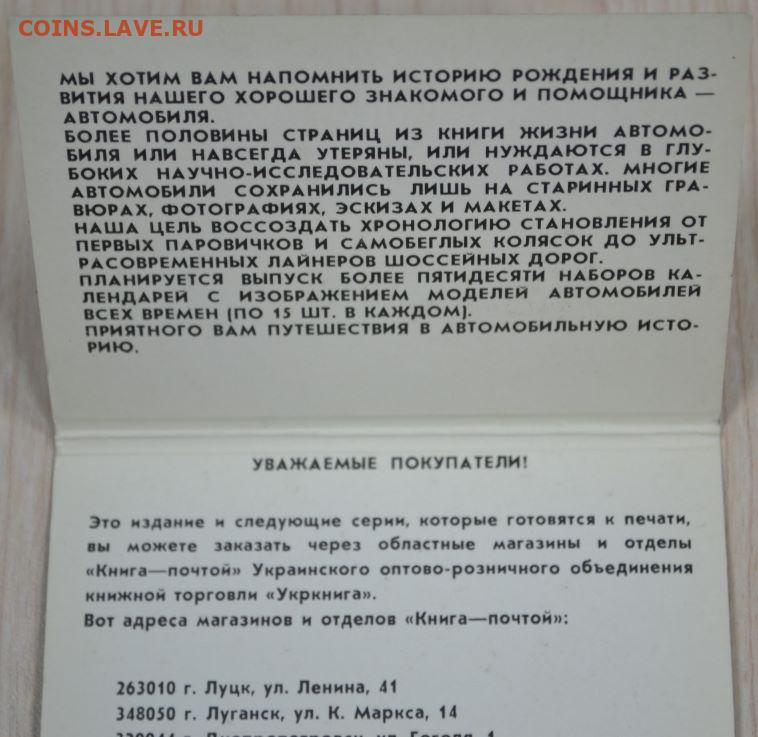 COINS.LAVE.RU
МЫ ХОТИМ ВАМ НАПОМНИТЬ ИСТОРИЮ РОЖДЕНИЯ И РАЗ-
ВИТИЯ НАШЕГО ХОРОШЕГО ЗНАКОМОГО И ПОМОЩНИКА —
АВТОМОБИЛЯ.
БОЛЕЕ ПОЛОВИНЫ СТРАНИЦ ИЗ КНИГИ ЖИЗНИ АВТОМО-
БИЛЯ ИЛИ НАВСЕГДА УТЕРЯНЫ, ИЛИ НУЖДАЮТСЯ В ГЛУ-
БОКИХ НАУЧНО-ИССЛЕДОВАТЕЛЬСКИХ РАБОТАХ. МНОГИЕ
АВТОМОБИЛИ СОХРАНИЛИСЬ ЛИШЬ НА СТАРИННЫХ ГРА-
ВЮРАХ, ФОТОГРАФИЯХ, ЭСКИЗАХ И МАКЕТАХ.
НАША ЦЕЛЬ ВОССОЗДАТЬ ХРОНОЛОГИЮ СТАНОВЛЕНИЯ ОТ
ПЕРВЫХ ПАРОВИЧКОВ И САМОБЕГЛЫХ КОЛЯСОК ДО УЛЬТ-
РАСОВРЕМЕННЫХ ЛАЙНЕРОВ ШОССЕЙНЫХ ДОРОГ.
ПЛАНИРУЕТСЯ ВЫПУСК БОЛЕЕ ПЯТИДЕСЯТИ НАБОРОВ КА-
ЛЕНДАРЕЙ С ИЗОБРАЖЕНИЕМ МОДЕЛЕЙ АВТОМОБИЛЕЙ
ВСЕХ ВРЕМЕН (ПО 15 ШТ. В КАЖДОМ).
ПРИЯТНОГО ВАМ ПУТЕШЕСТВИЯ В АВТОМОБИЛЬНУЮ ИСТО-
РИЮ.
УВАЖАЕМЫЕ ПОКУПАТЕЛИ!
Это издание и следующие серии, которые готовятся к печати,
вы можете заказать через областные магазины и отделы
«Книга—почтой» Украинского оптово-розничного объединения
книжной торговли «Укркнига».
Вот адреса магазинов и отделов «Книга—почтой»:
263010 г. Луцк, ул. Ленина, 41
348050 г. Луганск, ул. К. Маркса, 14